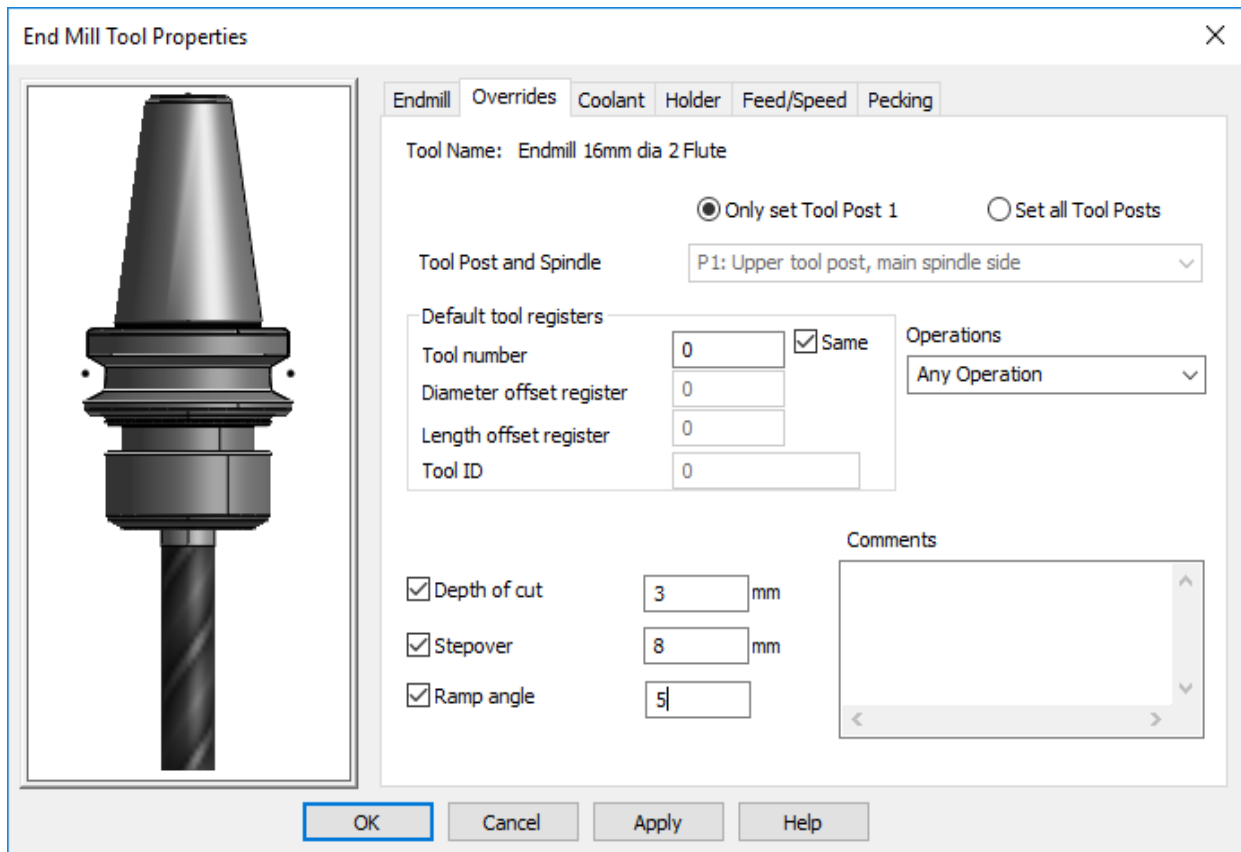 End Mill Tool Properties
Endmill Overrides Coolant Holder Feed/Speed Pecking
Tool Name: Endmill 16mm dia 2 Flute
Only set Tool Post 1 Set all Tool Posts
Tool Post and Spindle P1: Upper tool post, main spindle side
Default tool registers
Tool number 0 Same
Operations
Any Operation
Diameter offset register 0
Length offset register 0
Tool ID 0
Comments
Depth of cut 3 mm
Stepover 8 mm
Ramp angle 5
OK Cancel Apply Help